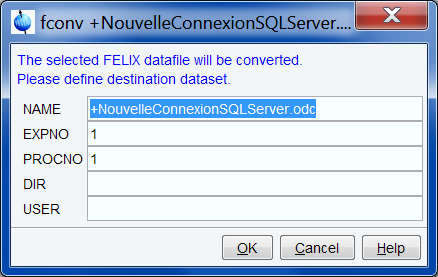 fconv +NouvelleConnexionSQLServer....
The selected FELIX datafile will be converted.
Please define destination dataset.
NAME +NouvelleConnexionSQLServer.odc
EXPNO 1
PROCNO 1
DIR
USER
OK Cancel Help